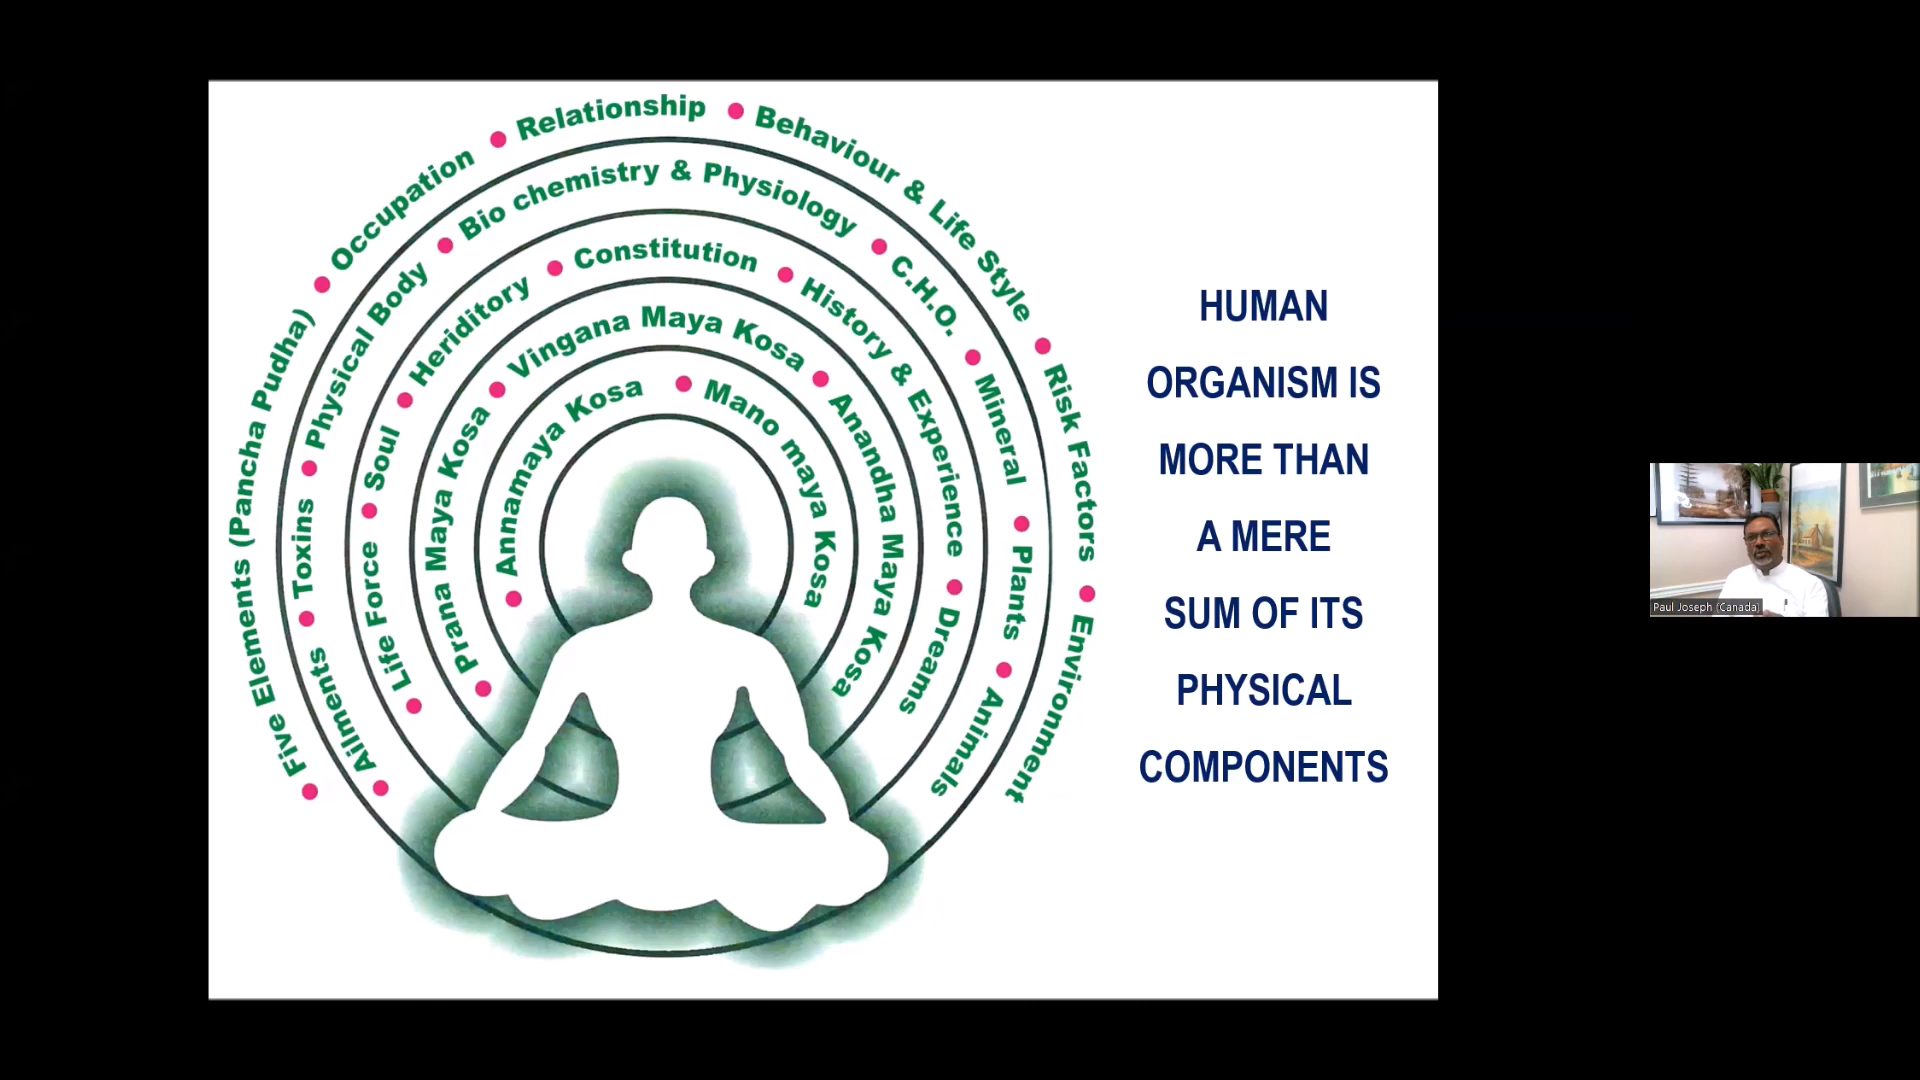 Five Elements (Pancha Pudha) • Occupation • Relationship • Behaviour & Life Style • Risk Factors • Environment
Ailments • Toxins • Physical Body • Bio chemistry & Physiology • C.H.O. • Mineral • Plants • Animals
Life Force • Soul • Heriditory • Constitution • History & Experience • Dreams
Prana Maya Kosa • Vingana Maya Kosa • Anandha Maya Kosa
Annamaya Kosa • Mano maya Kosa
HUMAN
ORGANISM IS
MORE THAN
A MERE
SUM OF ITS
PHYSICAL
COMPONENTS
Paul Joseph (Canada)